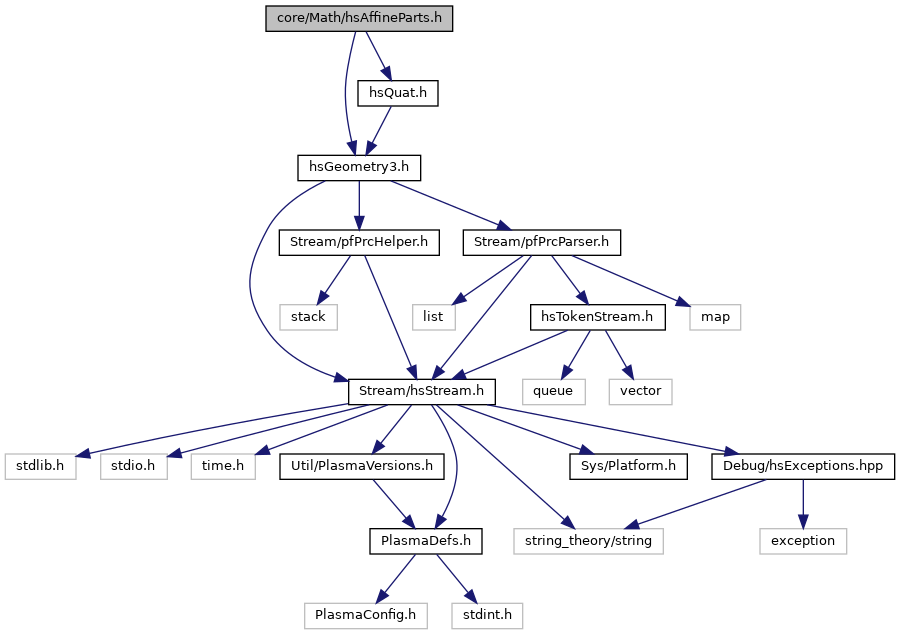 core/Math/hsAffineParts.h
hsQuat.h
hsGeometry3.h
Stream/pfPrcHelper.h
Stream/pfPrcParser.h
stack
list
hsTokenStream.h
map
Stream/hsStream.h
queue
vector
stdlib.h
stdio.h
time.h
Util/PlasmaVersions.h
Sys/Platform.h
Debug/hsExceptions.hpp
PlasmaDefs.h
string_theory/string
exception
PlasmaConfig.h
stdint.h